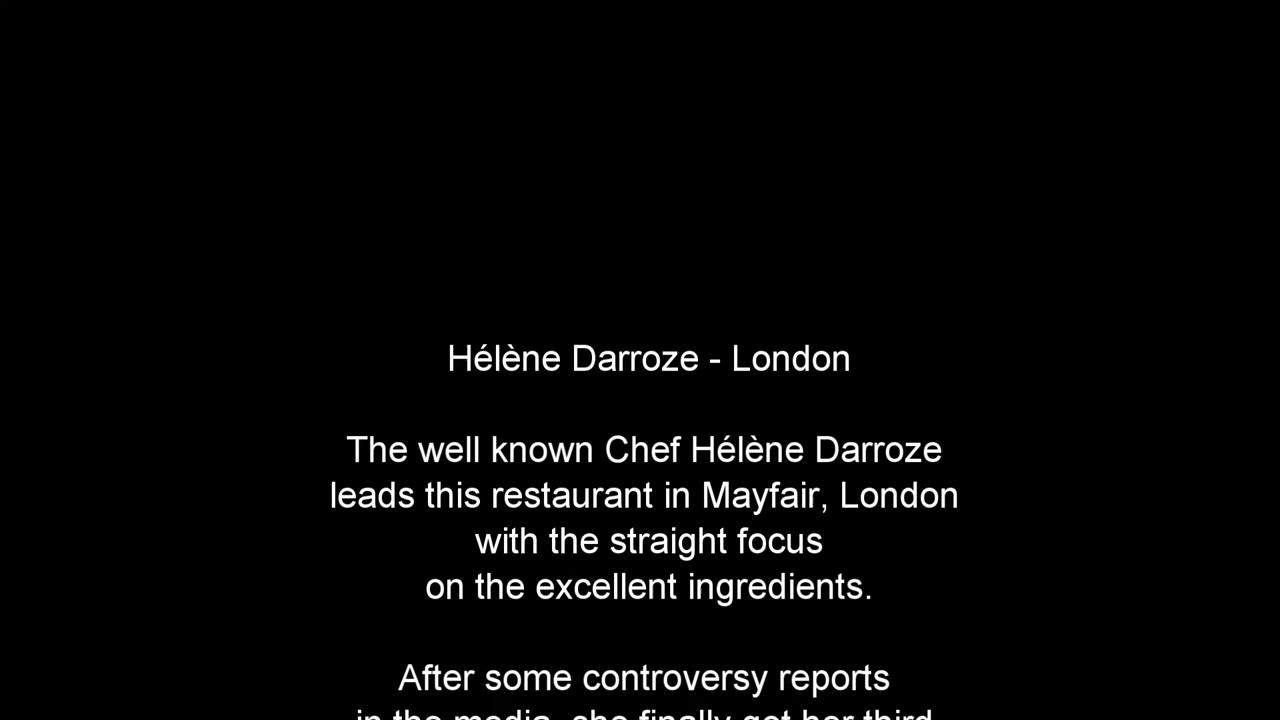 Hélène Darroze - London
The well known Chef Hélène Darroze
leads this restaurant in Mayfair, London
with the straight focus
on the excellent ingredients.
After some controversy reports
in the media, she finally got her third